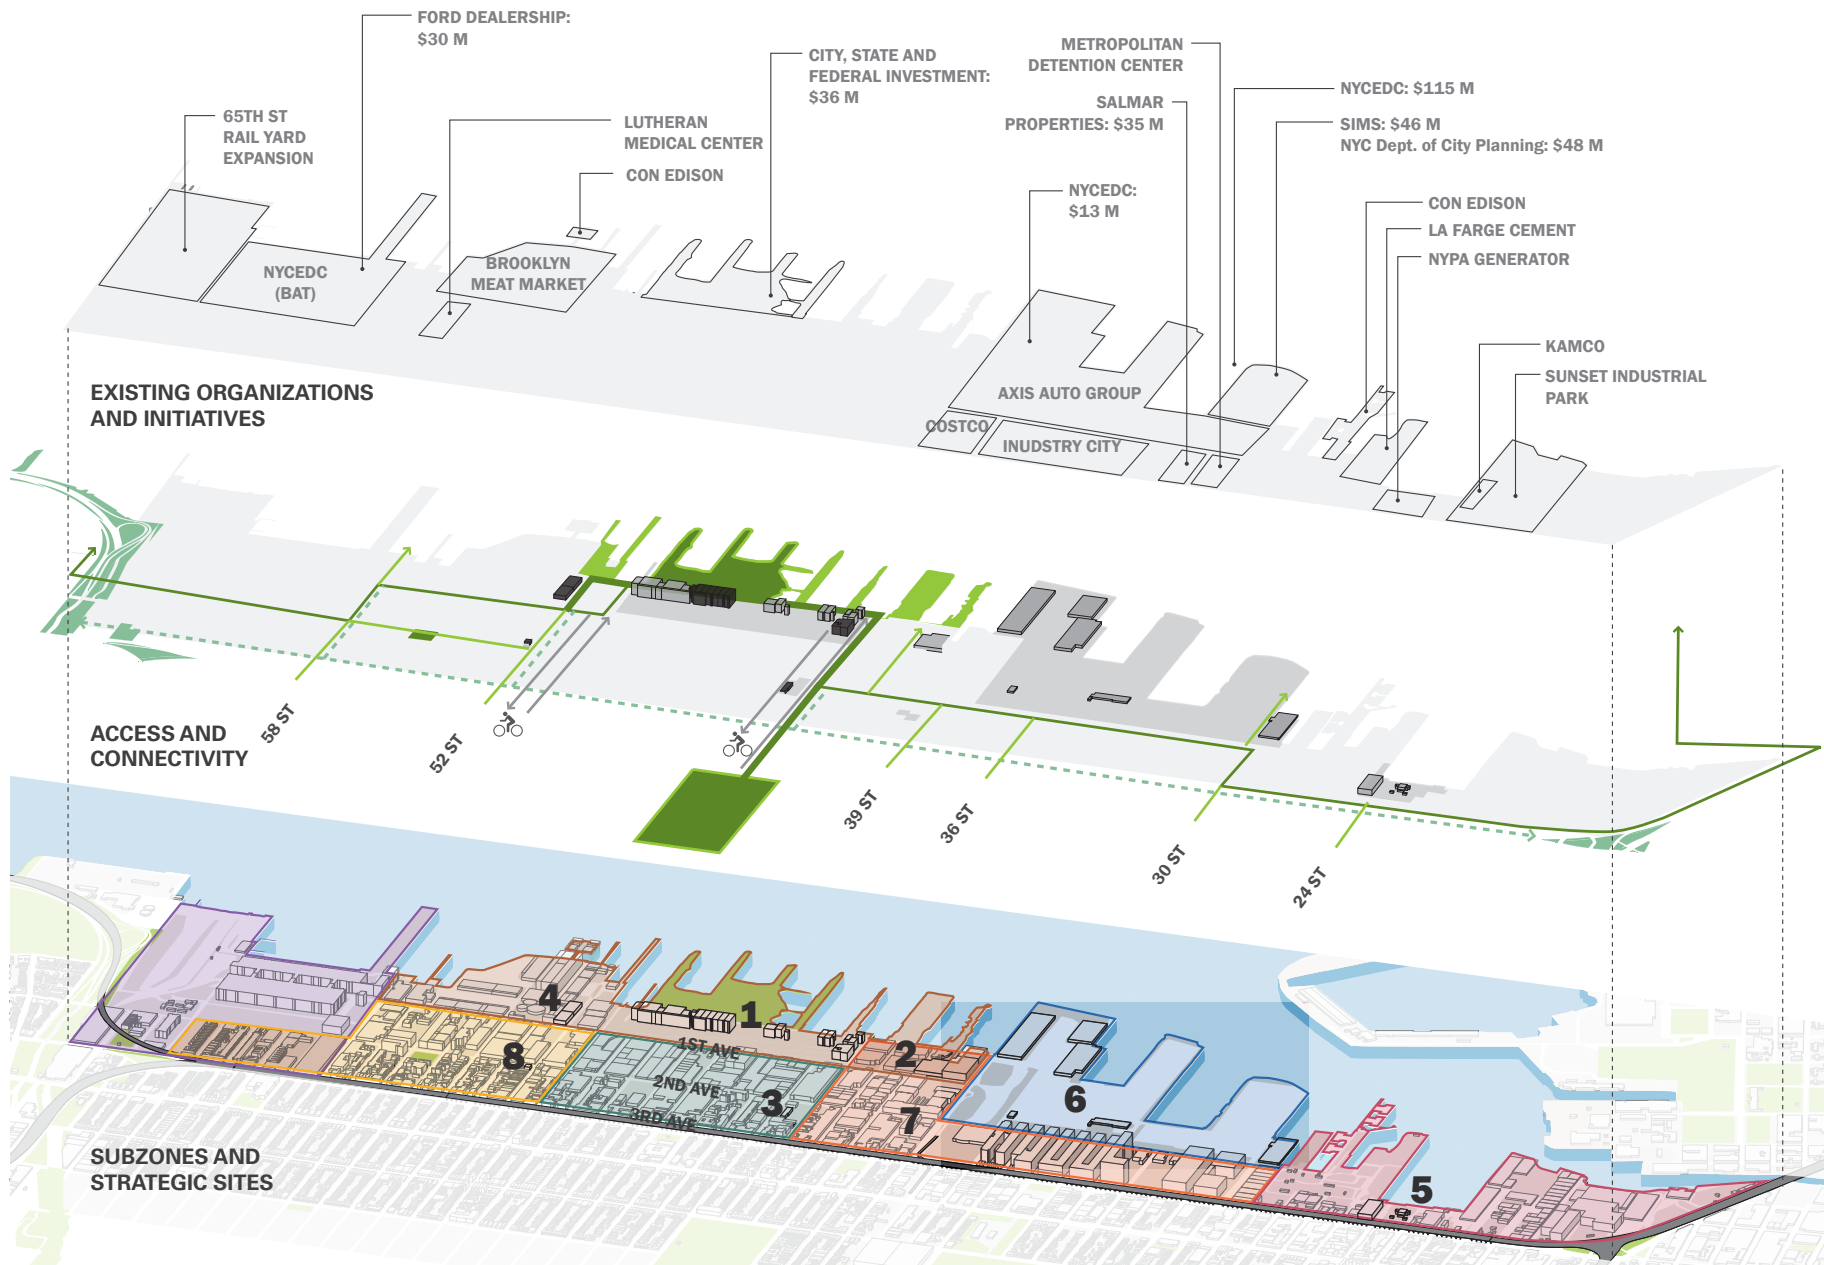 FORD DEALERSHIP:
$30 M
CITY, STATE AND
FEDERAL INVESTMENT:
$36 M
METROPOLITAN
DETENTION CENTER
NYCEDC: $115 M
SALMAR
PROPERTIES: $35 M
65TH ST
RAIL YARD
EXPANSION
LUTHERAN
MEDICAL CENTER
SIMS: $46 M
NYC Dept. of City Planning: $48 M
CON EDISON
NYCEDC:
$13 M
CON EDISON
LA FARGE CEMENT
NYPA GENERATOR
NYCEDC
(BAT)
BROOKLYN
MEAT MARKET
KAMCO
SUNSET INDUSTRIAL
PARK
AXIS AUTO GROUP
COSTCO
INUDSTRY CITY
EXISTING ORGANIZATIONS
AND INITIATIVES
58 ST
52 ST
39 ST
36 ST
30 ST
24 ST
ACCESS AND
CONNECTIVITY
4
1
1ST AVE
2
8
2ND AVE
3
3RD AVE
7
6
5
SUBZONES AND
STRATEGIC SITES